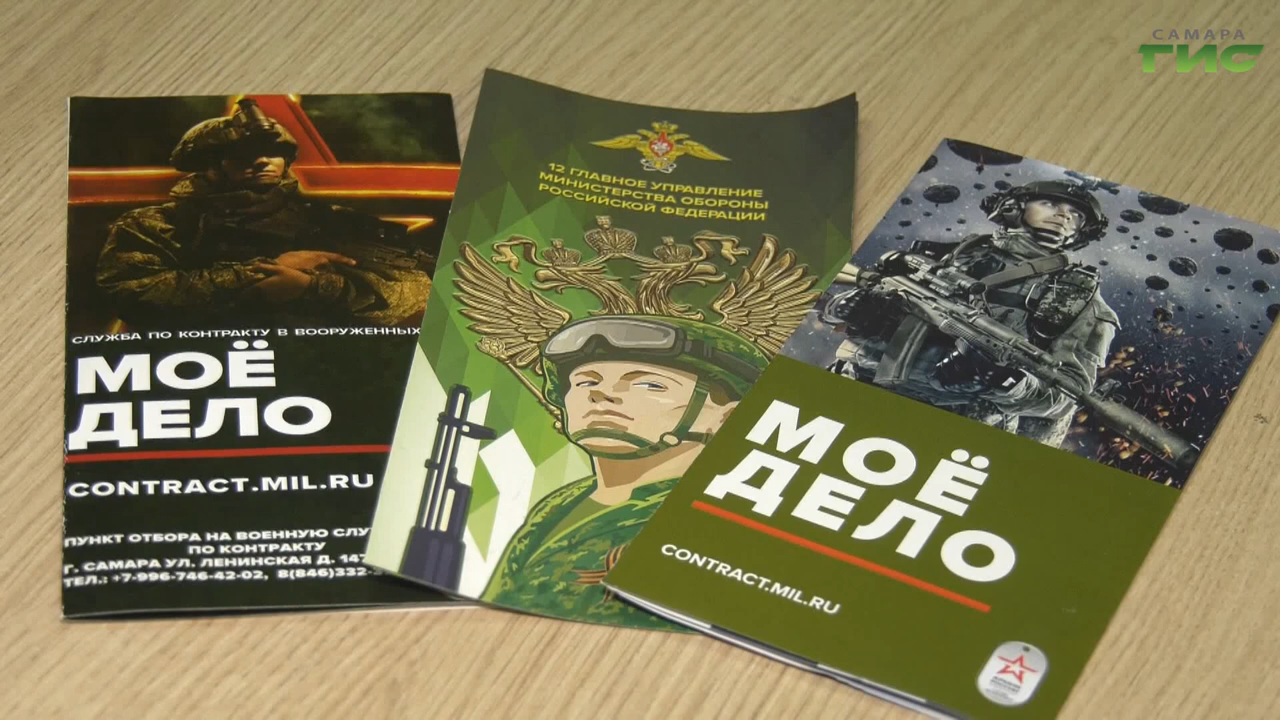 САМАРА
ГИС
СЛУЖБА ПО КОНТРАКТУ В ВООРУЖЕННЫХ
МОЁ
ДЕЛО
CONTRACT.MIL.RU
ПУНКТ ОТБОРА НА ВОЕННУЮ
ПО КОНТРАКТУ
Г. САМАРА УЛ. ЛЕНИНСКАЯ Д. 147
ТЕЛ.: +7-996-746-42-02, 8(846)332-
12 ГЛАВНОЕ УПРАВЛЕНИЕ
МИНИСТЕРСТВА ОБОРОНЫ
РОССИЙСКОЙ ФЕДЕРАЦИИ
МОЁ
ДЕЛО
CONTRACT.MIL.RU